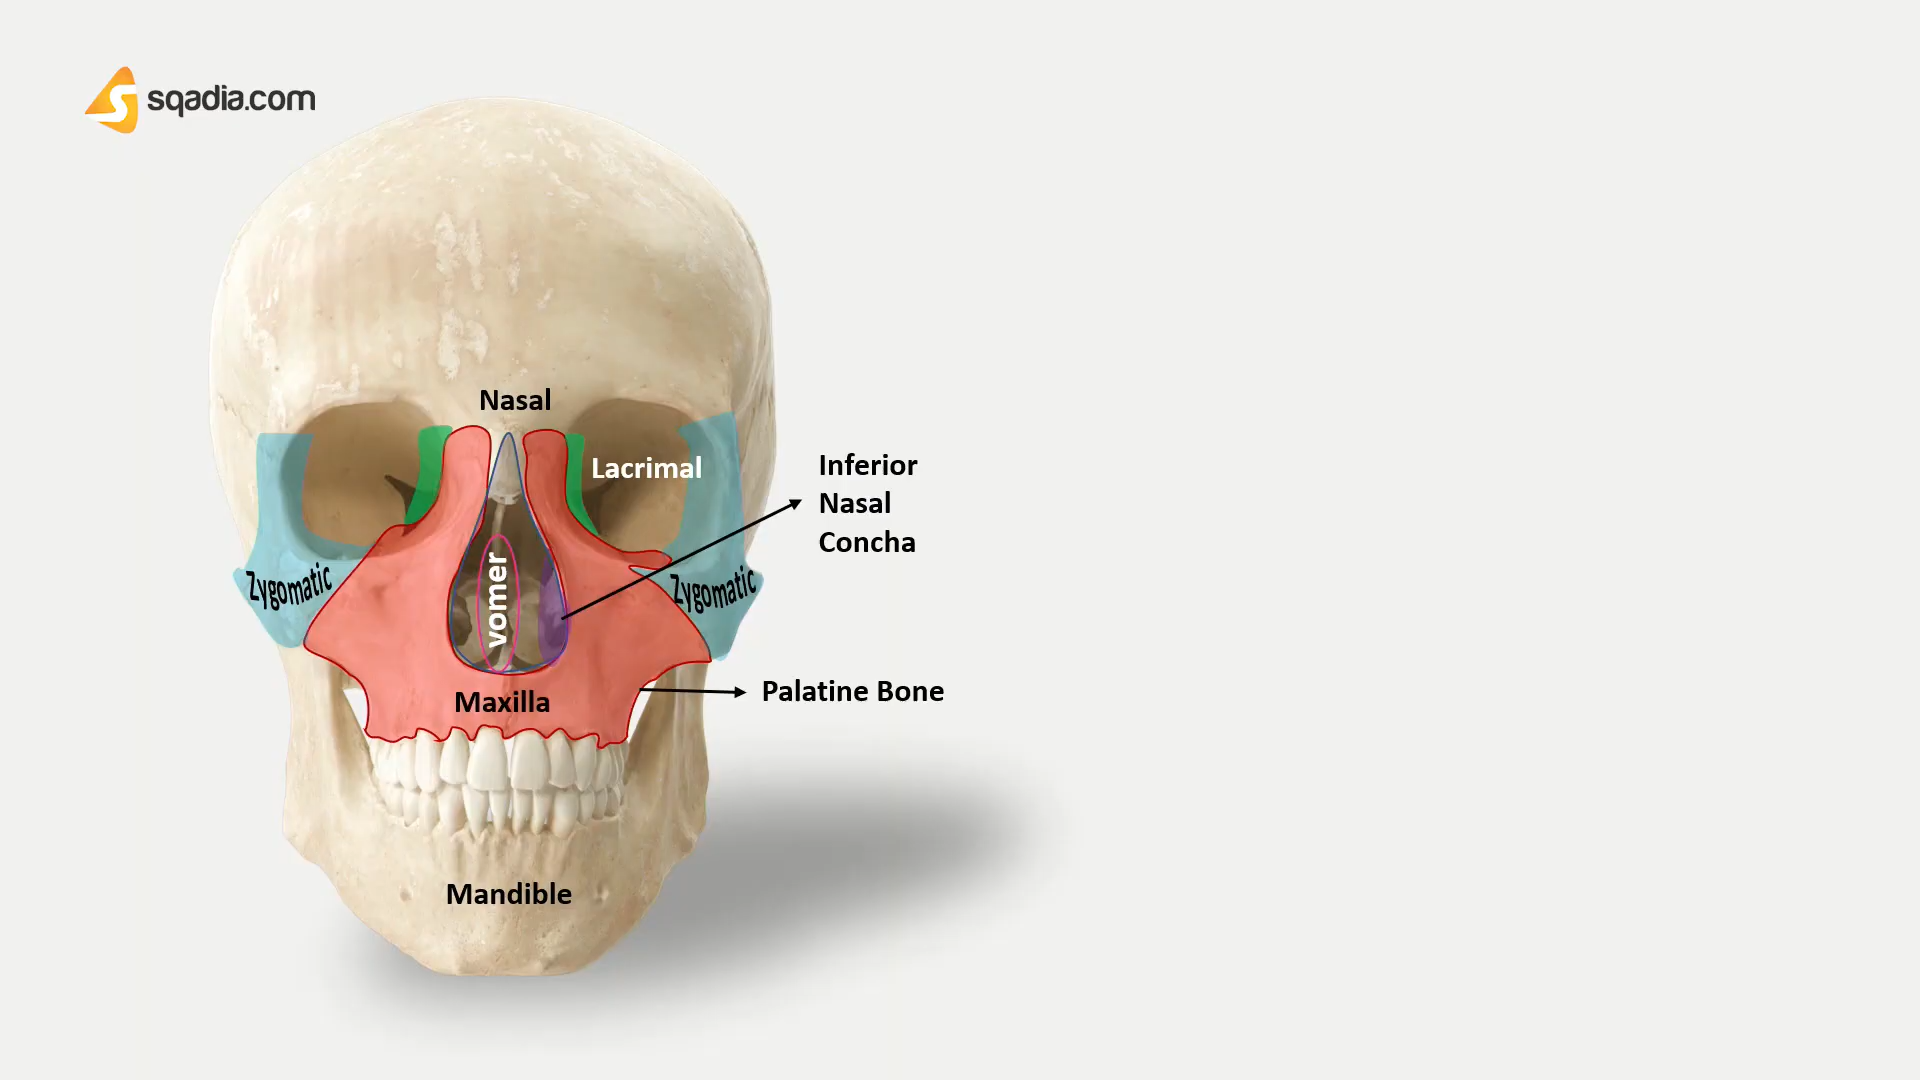 sqadia.com
Nasal
Lacrimal
Inferior
Nasal
Concha
Zygomatic
vomer
Zygomatic
Palatine Bone
Maxilla
Mandible